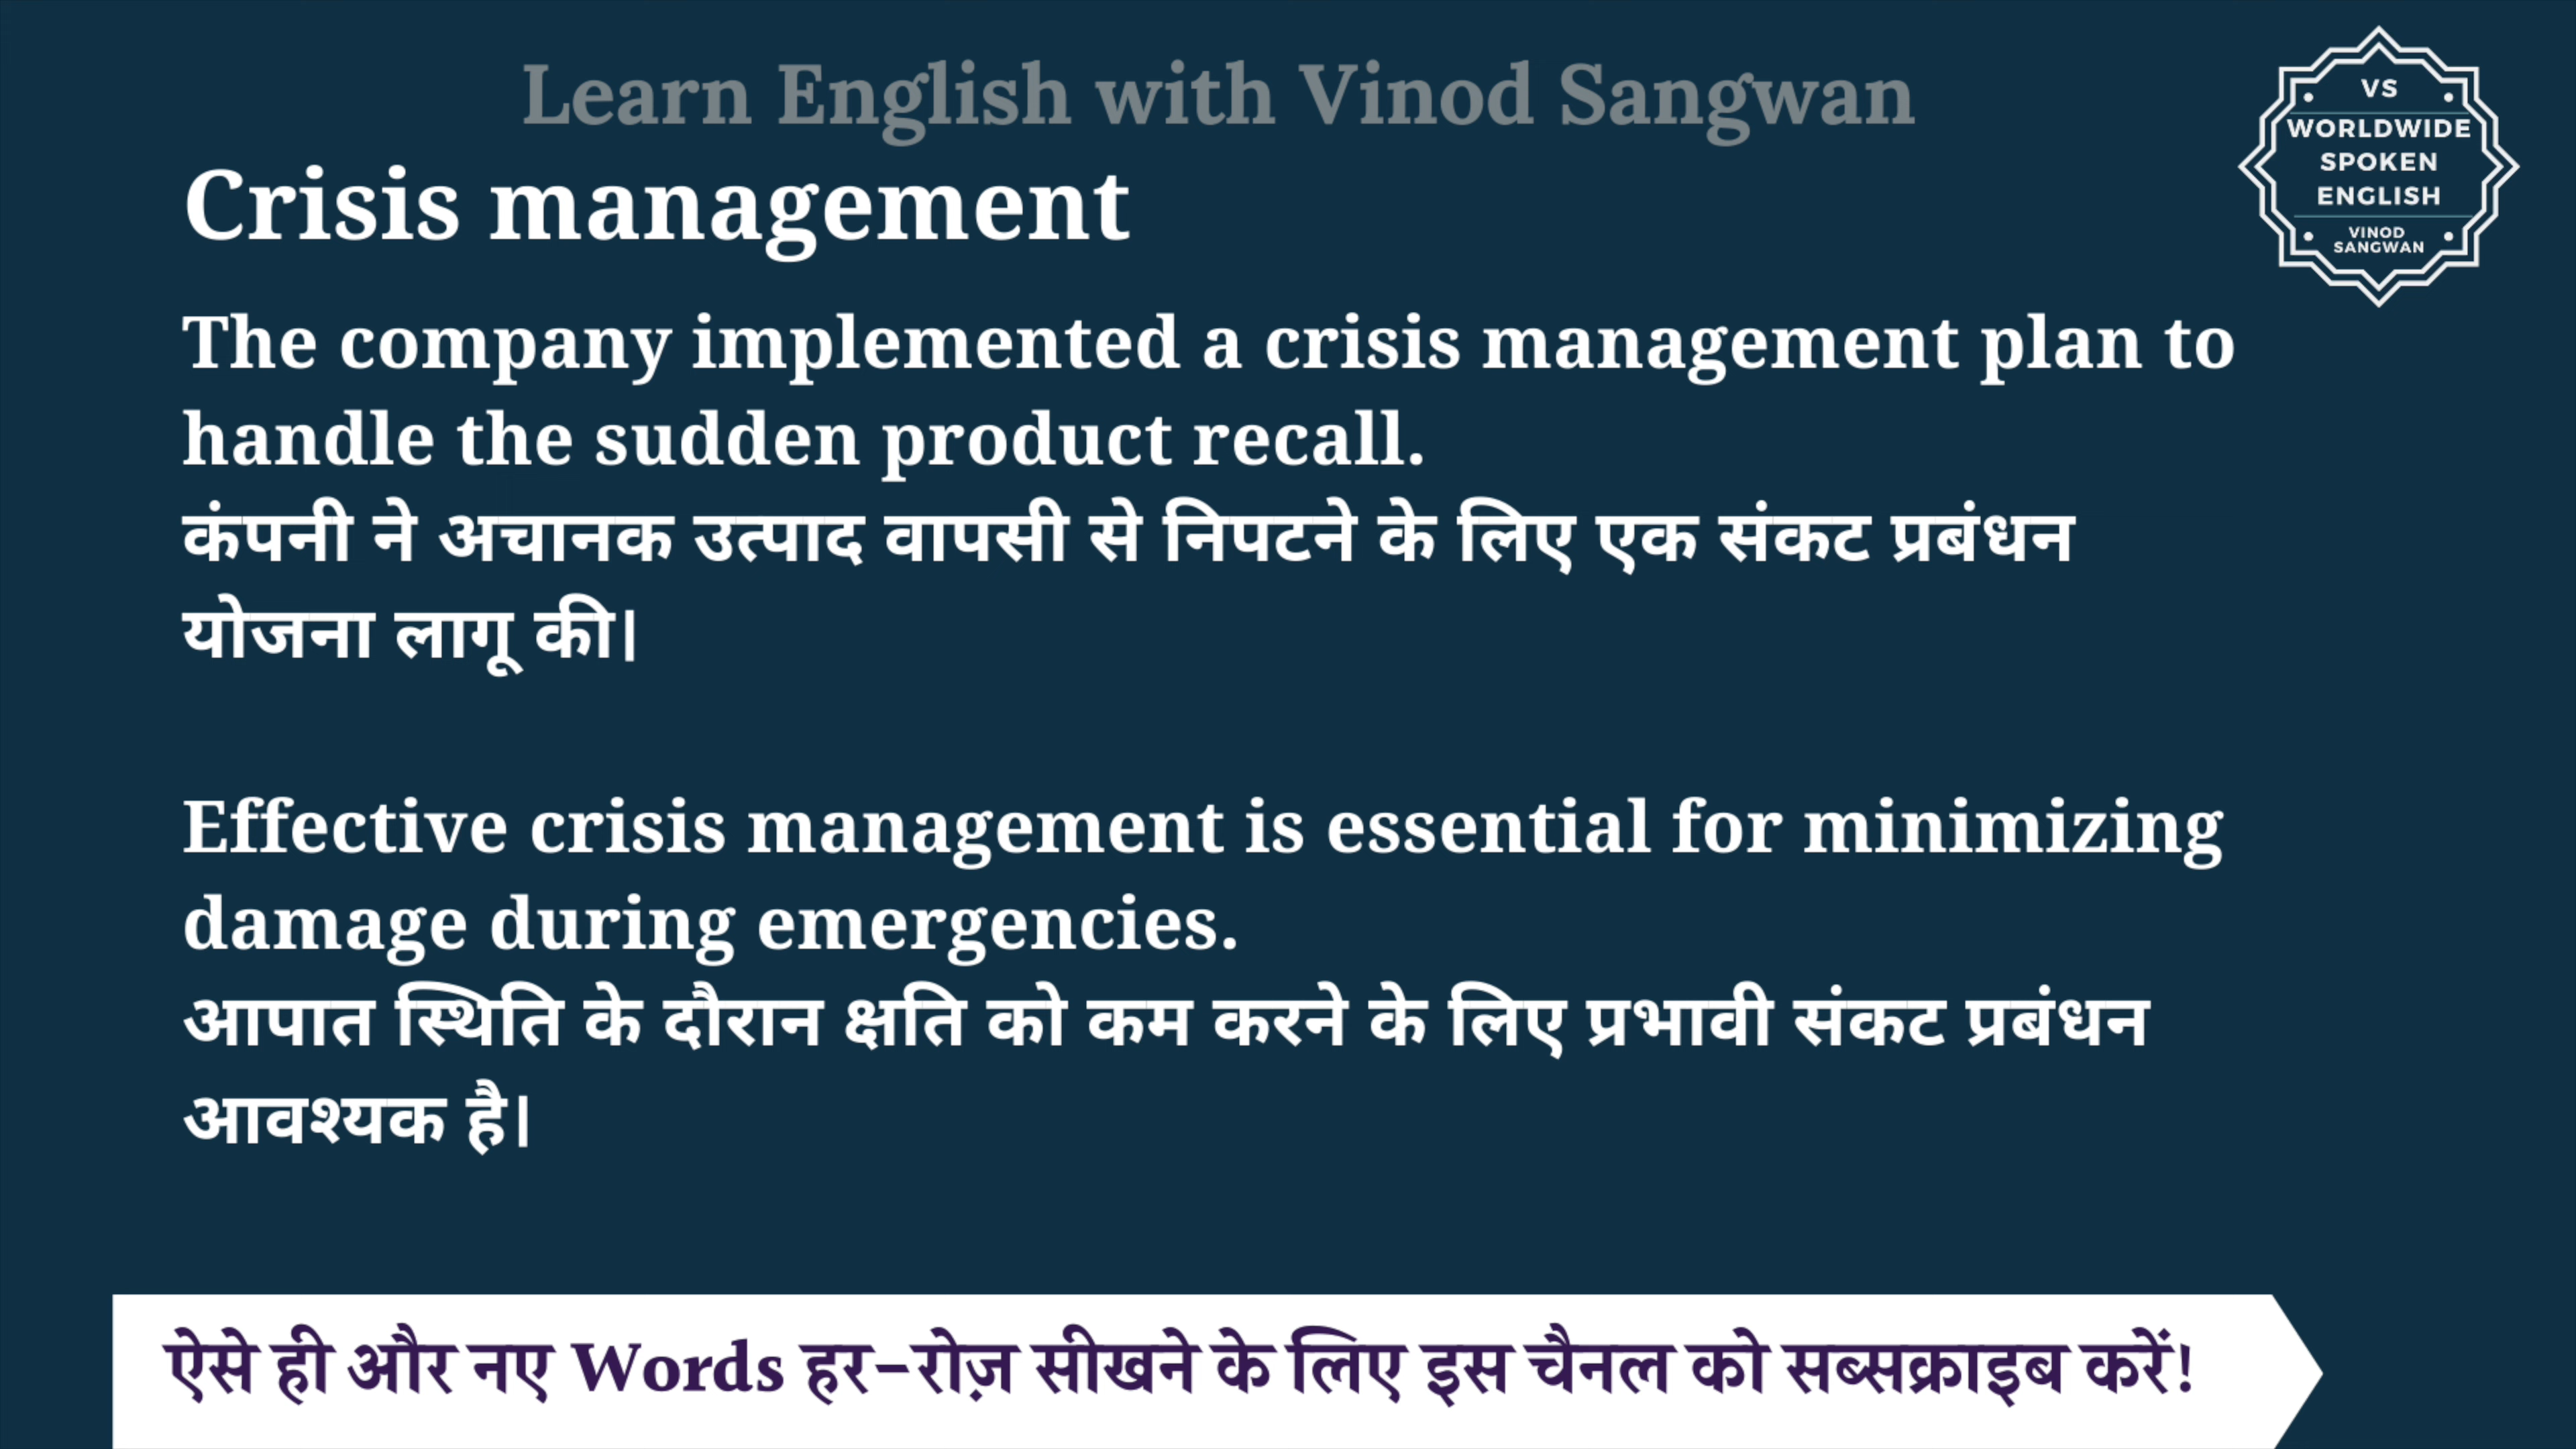 Learn English with Vinod Sangwan
VS
WORLDWIDE
SPOKEN
ENGLISH
VINOD
SANGWAN
Crisis management
The company implemented a crisis management plan to
handle the sudden product recall.
कंपनी ने अचानक उत्पाद वापसी से निपटने के लिए एक संकट प्रबंधन
योजना लागू की।
Effective crisis management is essential for minimizing
damage during emergencies.
आपात स्थिति के दौरान क्षति को कम करने के लिए प्रभावी संकट प्रबंधन
आवश्यक है।
ऐसे ही और नए Words हर-रोज़ सीखने के लिए इस चैनल को सब्सक्राइब करें!